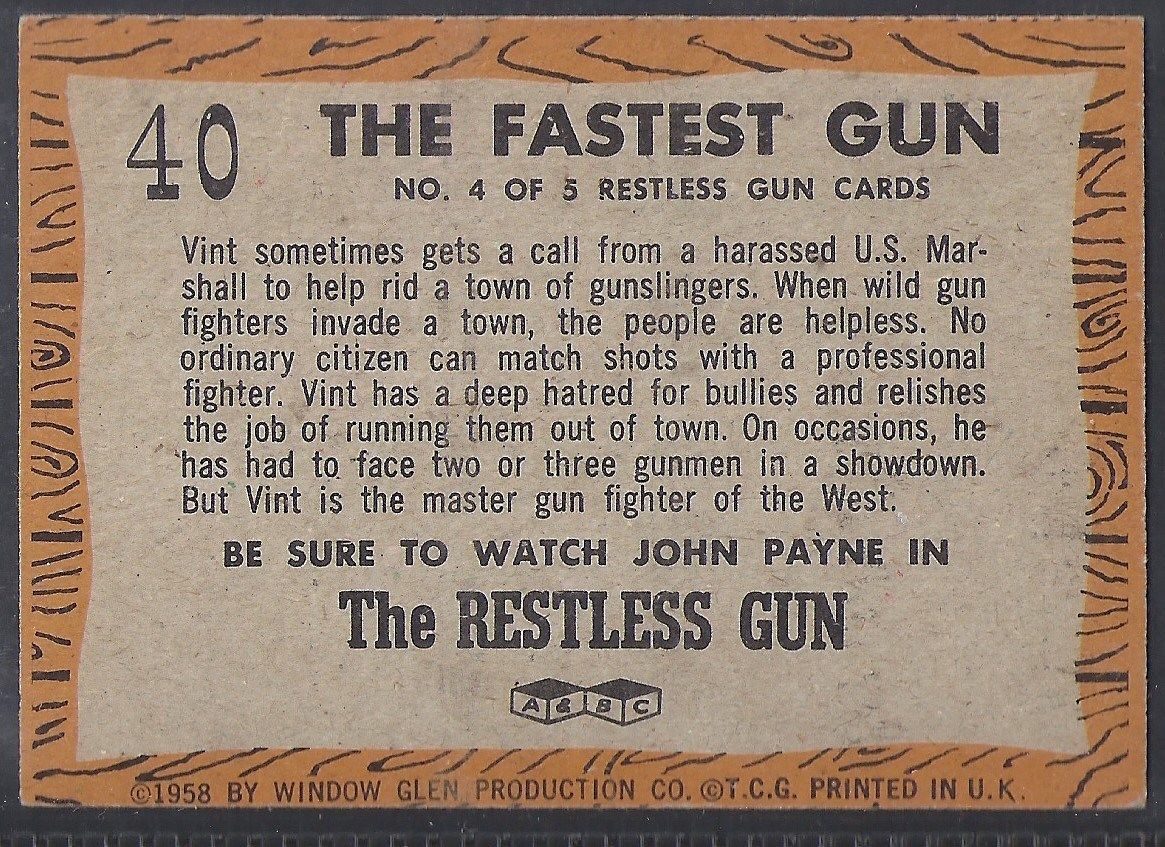 40
THE FASTEST GUN
NO. 4 OF 5 RESTLESS GUN CARDS
Vint sometimes gets a call from a harassed U.S. Mar-
shall to help rid a town of gunslingers. When wild gun
fighters invade a town, the people are helpless. No
ordinary citizen can match shots with a professional
fighter. Vint has a deep hatred for bullies and relishes
the job of running them out of town. On occasions, he
has had to face two or three gunmen in a showdown.
But Vint is the master gun fighter of the West.
BE SURE TO WATCH JOHN PAYNE IN
The RESTLESS GUN
A & B C
©1958 BY WINDOW GLEN PRODUCTION CO. ©T.C.G. PRINTED IN U.K.